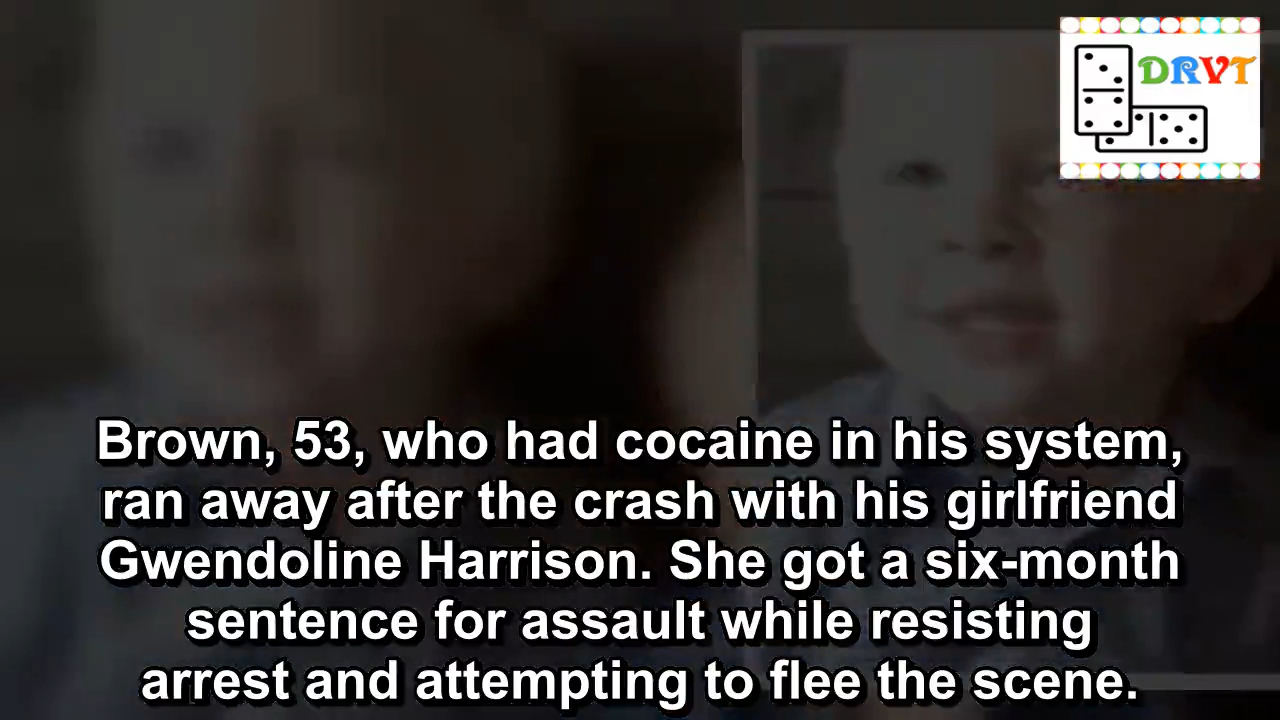 DRVT
Brown, 53, who had cocaine in his system,
ran away after the crash with his girlfriend
Gwendoline Harrison. She got a six-month
sentence for assault while resisting
arrest and attempting to flee the scene.